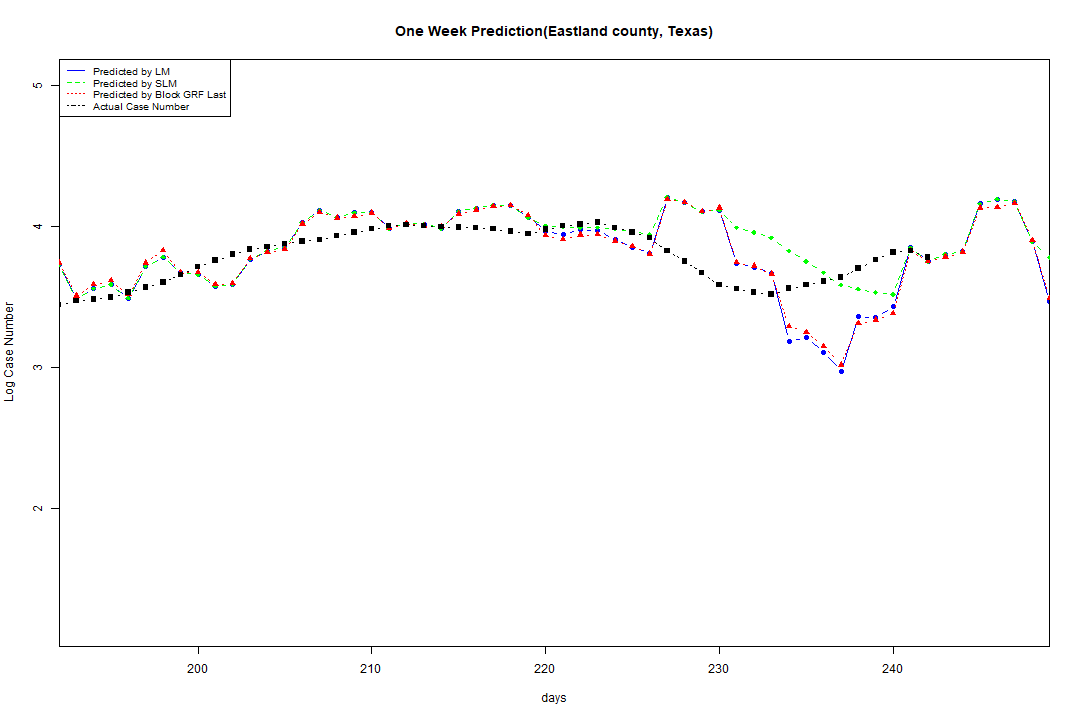 One Week Prediction(Eastland county, Texas)
Predicted by LM
Predicted by SLM
Predicted by Block GRF Last
Actual Case Number
5
4
3
2
Log Case Number
200 210 220 230 240
days